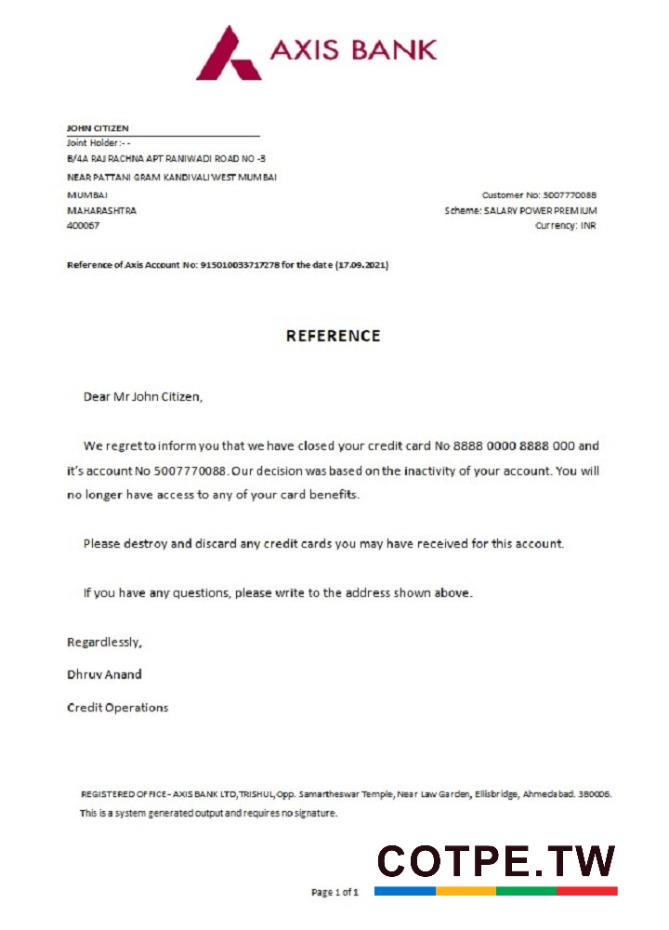 AXIS BANK
JOHN CITIZEN
Joint Holder :- -
B/4A RAJ RACHNA APT RANIWADI ROAD NO -3
NEAR PATTANI GRAM KANDIVALI WEST MUMBAI
MUMBAI
Customer No: 5007770088
MAHARASHTRA
Scheme: SALARY POWER PREMIUM
400067
Currency: INR
Reference of Axis Account No: 915010033717278 for the date (17.09.2021)
REFERENCE
Dear Mr John Citizen,
We regret to inform you that we have closed your credit card No 8888 0000 8888 000 and
it's account No 5007770088. Our decision was based on the inactivity of your account. You will
no longer have access to any of your card benefits.
Please destroy and discard any credit cards you may have received for this account.
If you have any questions, please write to the address shown above.
Regardlessly,
Dhruv Anand
Credit Operations
REGISTERED OFFICE - AXIS BANK LTD,TRISHUL,Opp. Samartheswar Temple, Near Law Garden, Ellisbridge, Ahmedabad. 380006.
This is a system generated output and requires no signature.
COTPE.TW
Page 1 of 1